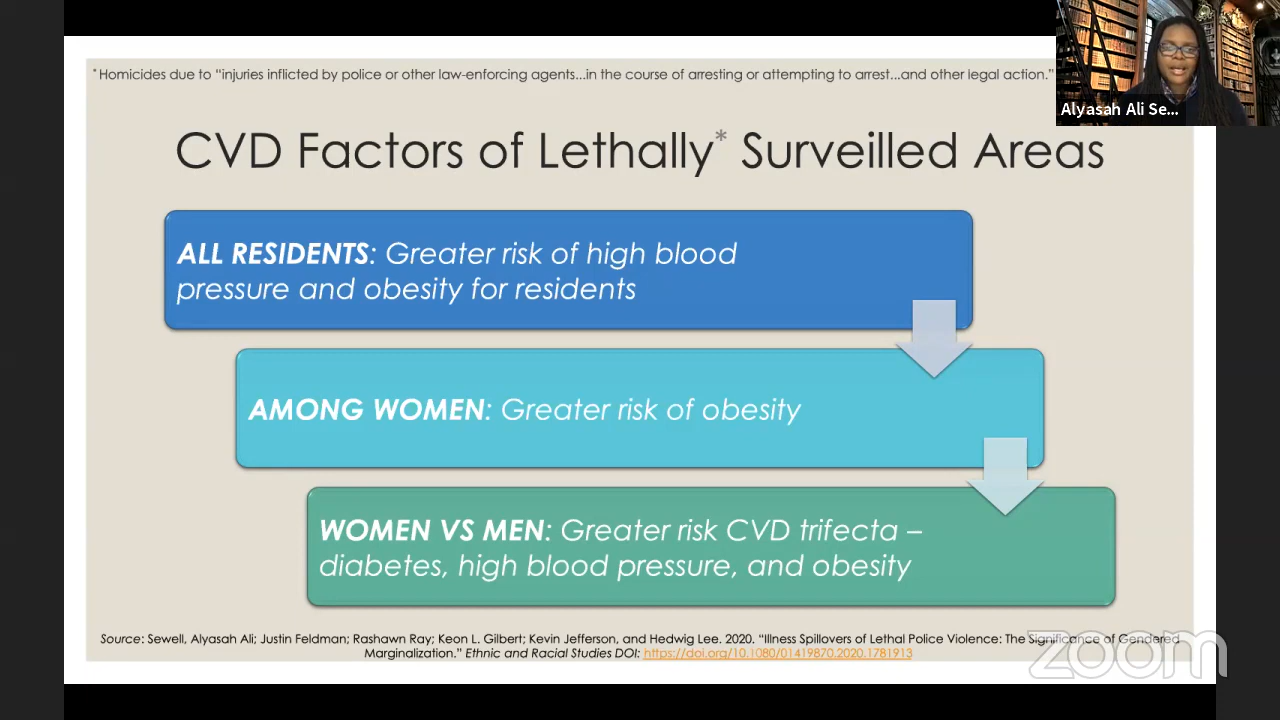 * Homicides due to “injuries inflicted by police or other law-enforcing agents...in the course of arresting or attempting to arrest...and other legal action.”
Alyasah Ali Se...
CVD Factors of Lethally* Surveilled Areas
ALL RESIDENTS: Greater risk of high blood
pressure and obesity for residents
AMONG WOMEN: Greater risk of obesity
WOMEN VS MEN: Greater risk CVD trifecta –
diabetes, high blood pressure, and obesity
Source: Sewell, Alyasah Ali; Justin Feldman; Rashawn Ray; Keon L. Gilbert; Kevin Jefferson, and Hedwig Lee. 2020. “Illness Spillovers of Lethal Police Violence: The Significance of Gendered
Marginalization.” Ethnic and Racial Studies DOI: https://doi.org/10.1080/01419870.2020.1781913
zoom